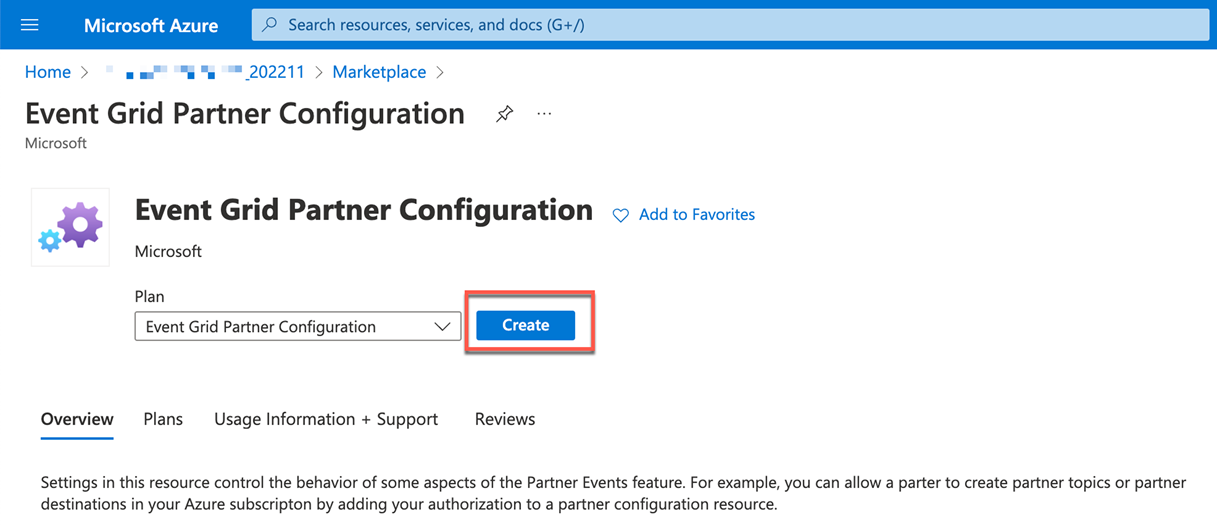 Microsoft Azure
Search resources, services, and docs (G+/)
Home > _202211 > Marketplace >
Event Grid Partner Configuration ...
Microsoft
Event Grid Partner Configuration
Add to Favorites
Microsoft
Plan
Event Grid Partner Configuration
Create
Overview Plans Usage Information + Support Reviews
Settings in this resource control the behavior of some aspects of the Partner Events feature. For example, you can allow a parter to create partner topics or partner
destinations in your Azure subscripton by adding your authorization to a partner configuration resource.